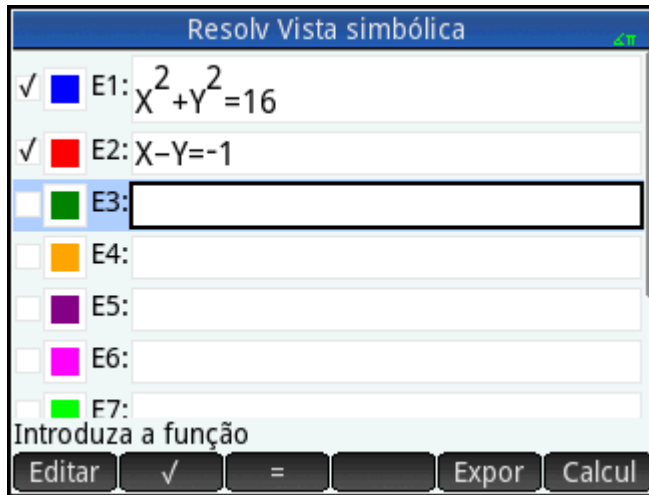 Resolv Vista simbólica
∡π
√ E1: X²+Y²=16
√ E2: X−Y=-1
E3:
E4:
E5:
E6:
E7:
Introduza a função
Editar √ = Expor Calcul